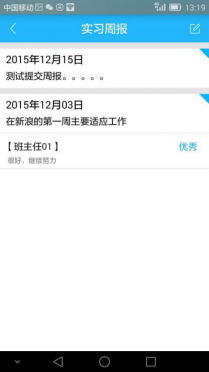 中国移动 13:19
实习周报
2015年12月15日
测试提交周报。。。。。
2015年12月03日
在新浪的第一周主要适应工作
【 班主任01 】 优秀
很好，继续努力